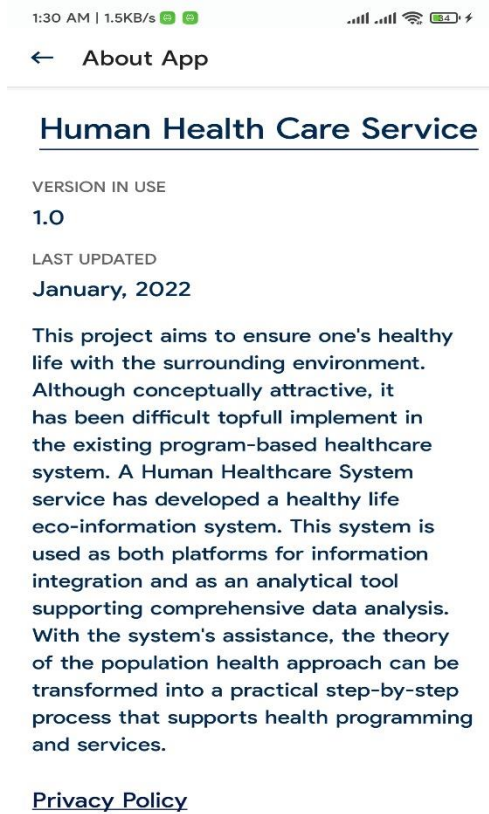 1:30 AM | 1.5KB/s 84
← About App
Human Health Care Service
VERSION IN USE
1.0
LAST UPDATED
January, 2022
This project aims to ensure one's healthy
life with the surrounding environment.
Although conceptually attractive, it
has been difficult topfull implement in
the existing program-based healthcare
system. A Human Healthcare System
service has developed a healthy life
eco-information system. This system is
used as both platforms for information
integration and as an analytical tool
supporting comprehensive data analysis.
With the system's assistance, the theory
of the population health approach can be
transformed into a practical step-by-step
process that supports health programming
and services.
Privacy Policy